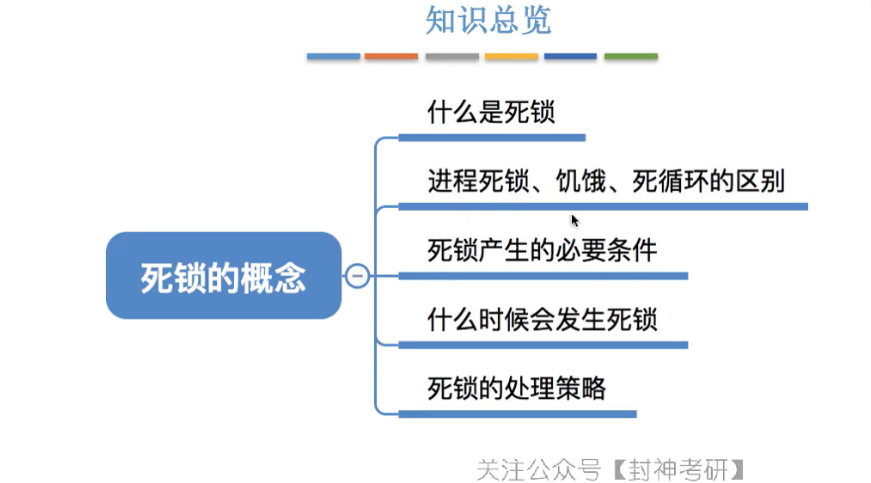 知识总览
什么是死锁
进程死锁、饥饿、死循环的区别
死锁产生的必要条件
死锁的概念
什么时候会发生死锁
死锁的处理策略
关注公众号【封神考研】